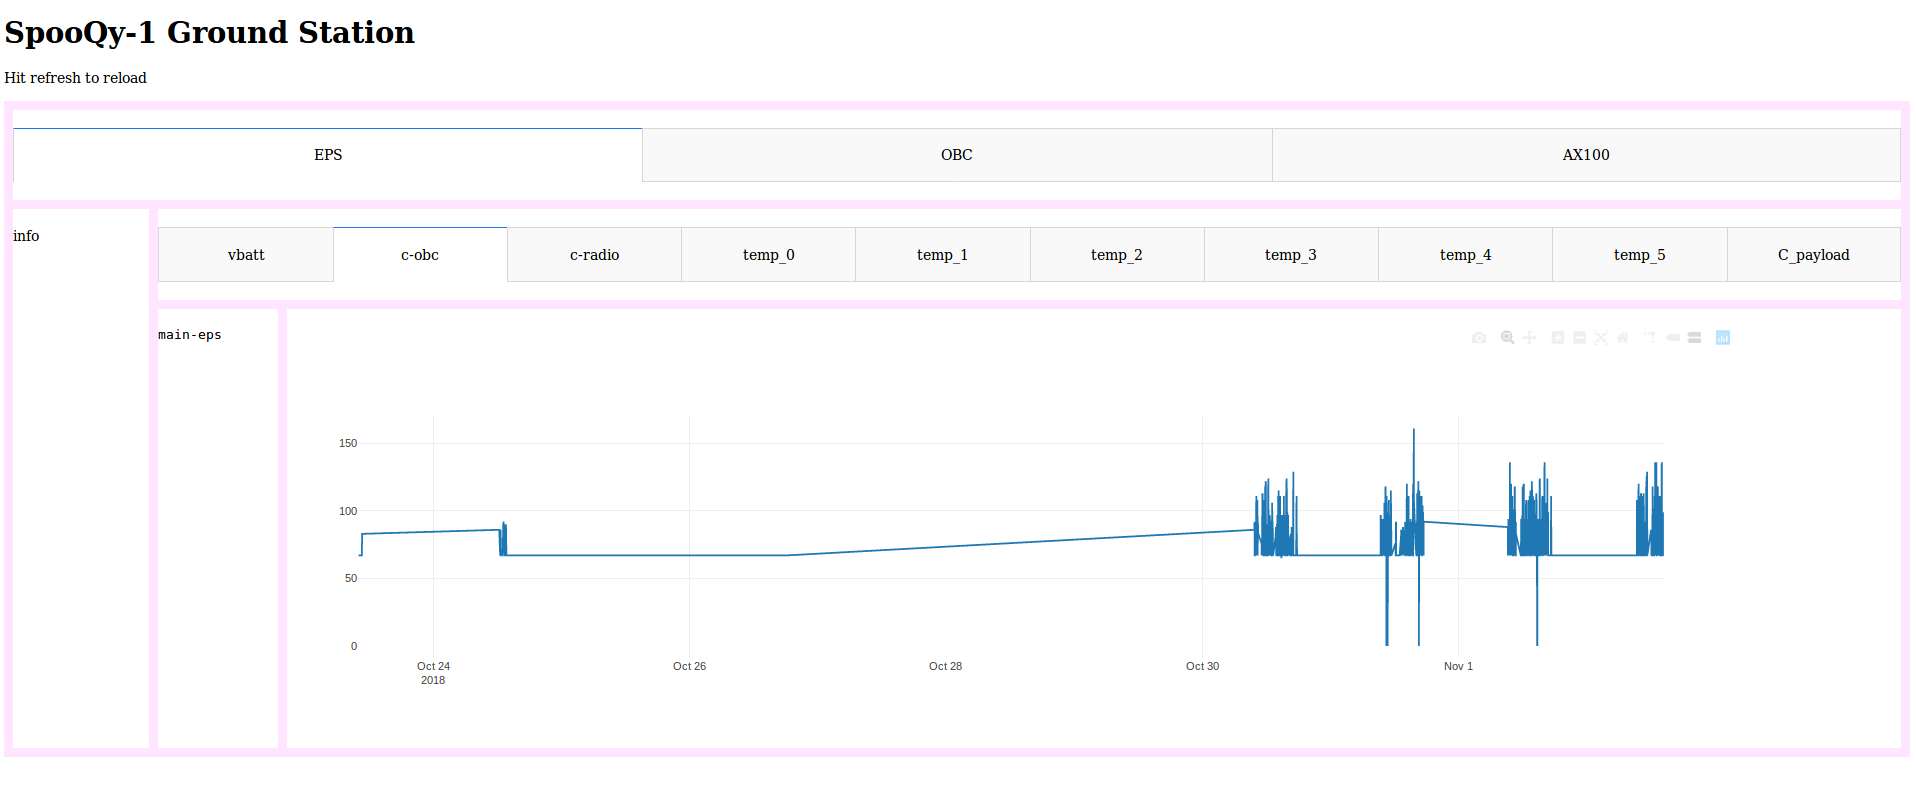 SpooQy-1 Ground Station
Hit refresh to reload
EPS OBC AX100
info
vbatt c-obc c-radio temp_0 temp_1 temp_2 temp_3 temp_4 temp_5 C_payload
main-eps
150
100
50
0
Oct 24 Oct 26 Oct 28 Oct 30 Nov 1
2018